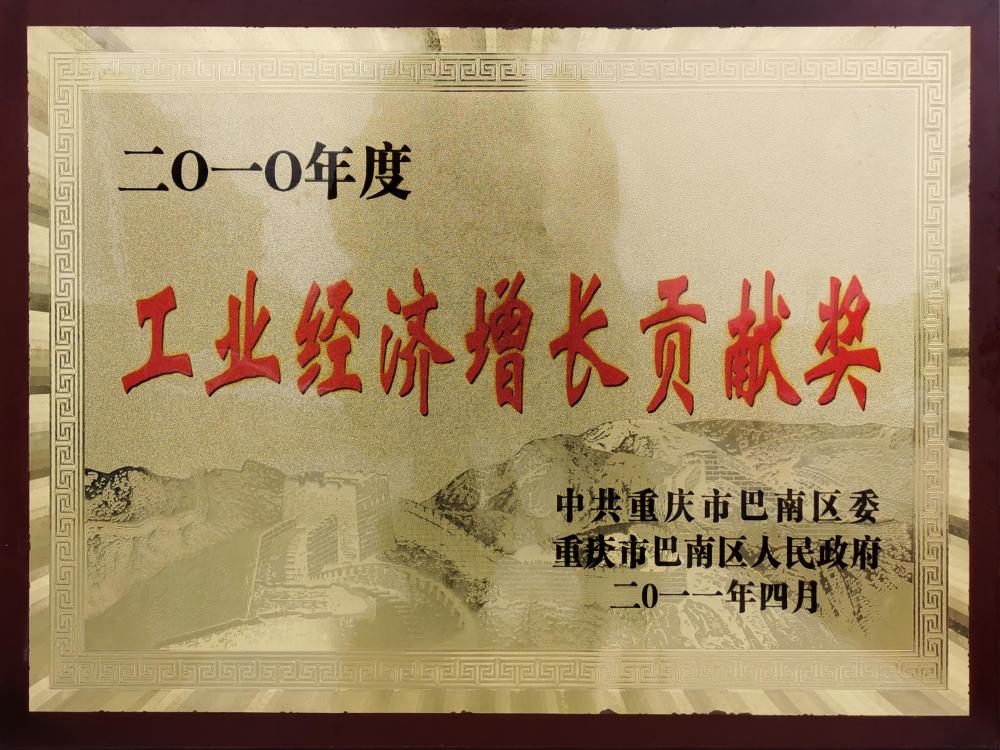 二O一O年度
工业经济增长贡献奖
中共重庆市巴南区委
重庆市巴南区人民政府
二0一一年四月